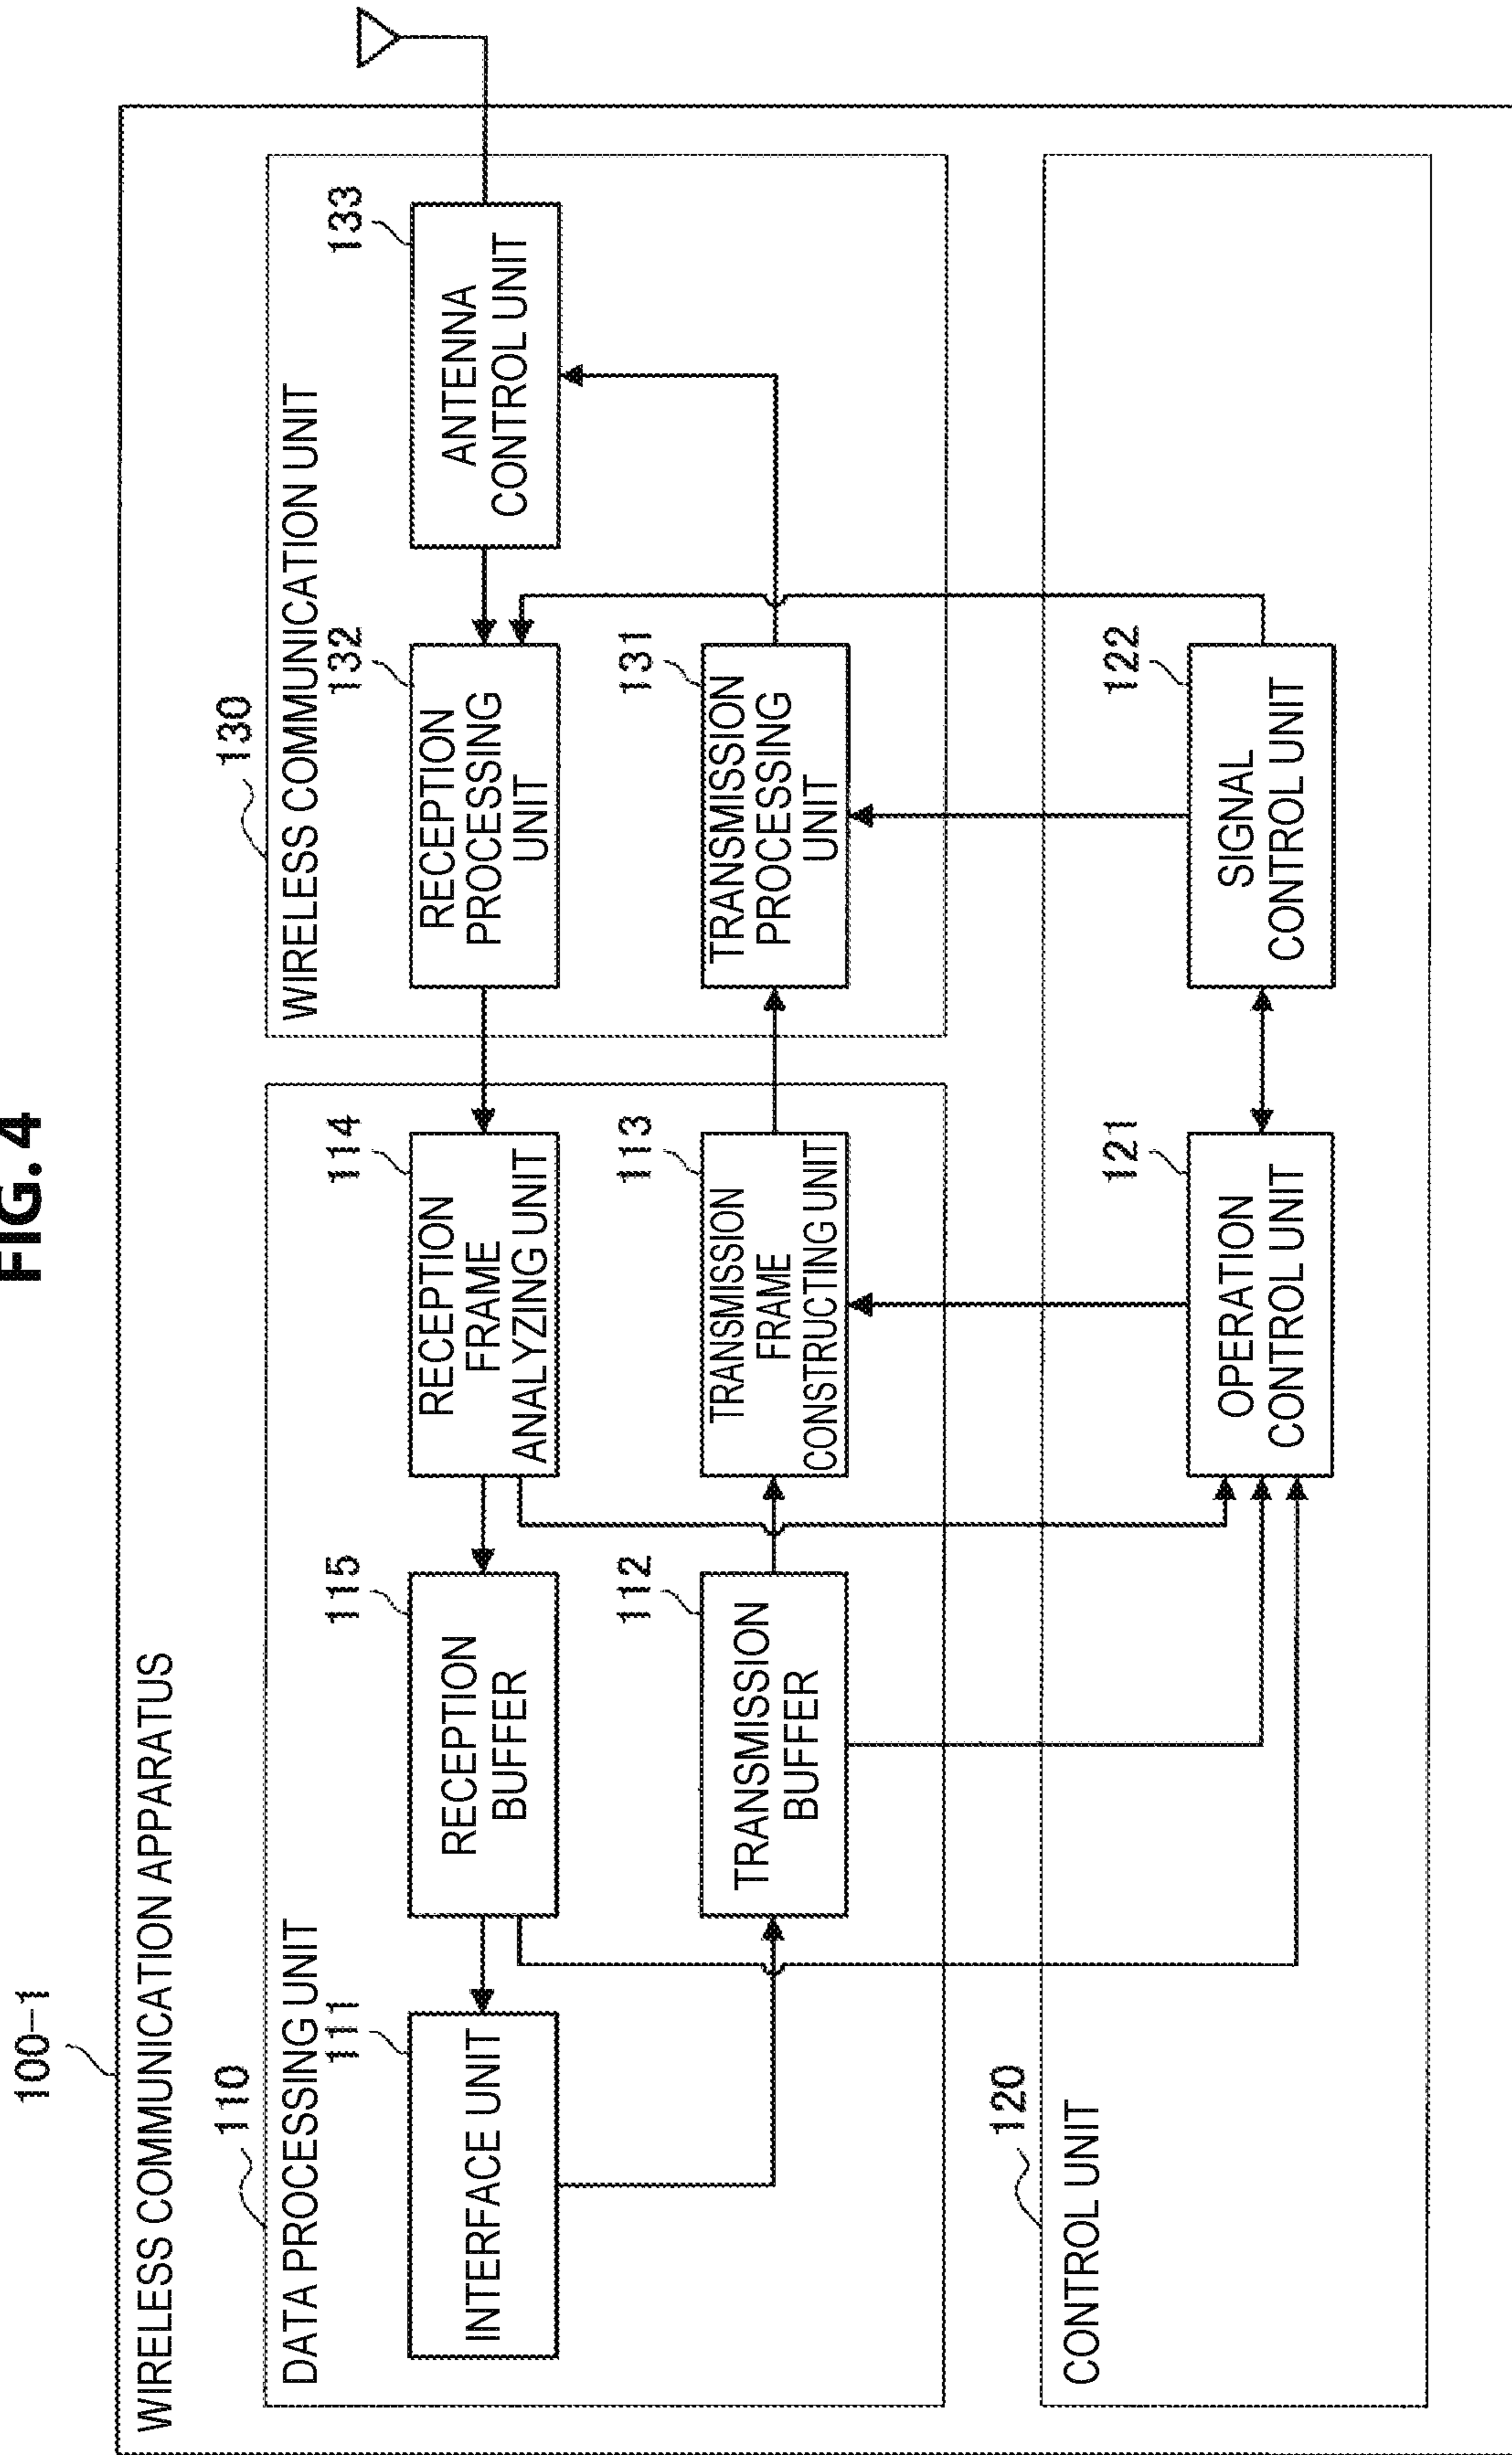 FIG. 4
100-1
WIRELESS COMMUNICATION APPARATUS
110
DATA PROCESSING UNIT
111
INTERFACE UNIT
115
RECEPTION
BUFFER
114
RECEPTION
FRAME
ANALYZING UNIT
112
TRANSMISSION
BUFFER
113
TRANSMISSION
FRAME
CONSTRUCTING UNIT
130
WIRELESS COMMUNICATION UNIT
132
RECEPTION
PROCESSING
UNIT
133
ANTENNA
CONTROL UNIT
131
TRANSMISSION
PROCESSING
UNIT
120
CONTROL UNIT
121
OPERATION
CONTROL UNIT
122
SIGNAL
CONTROL UNIT